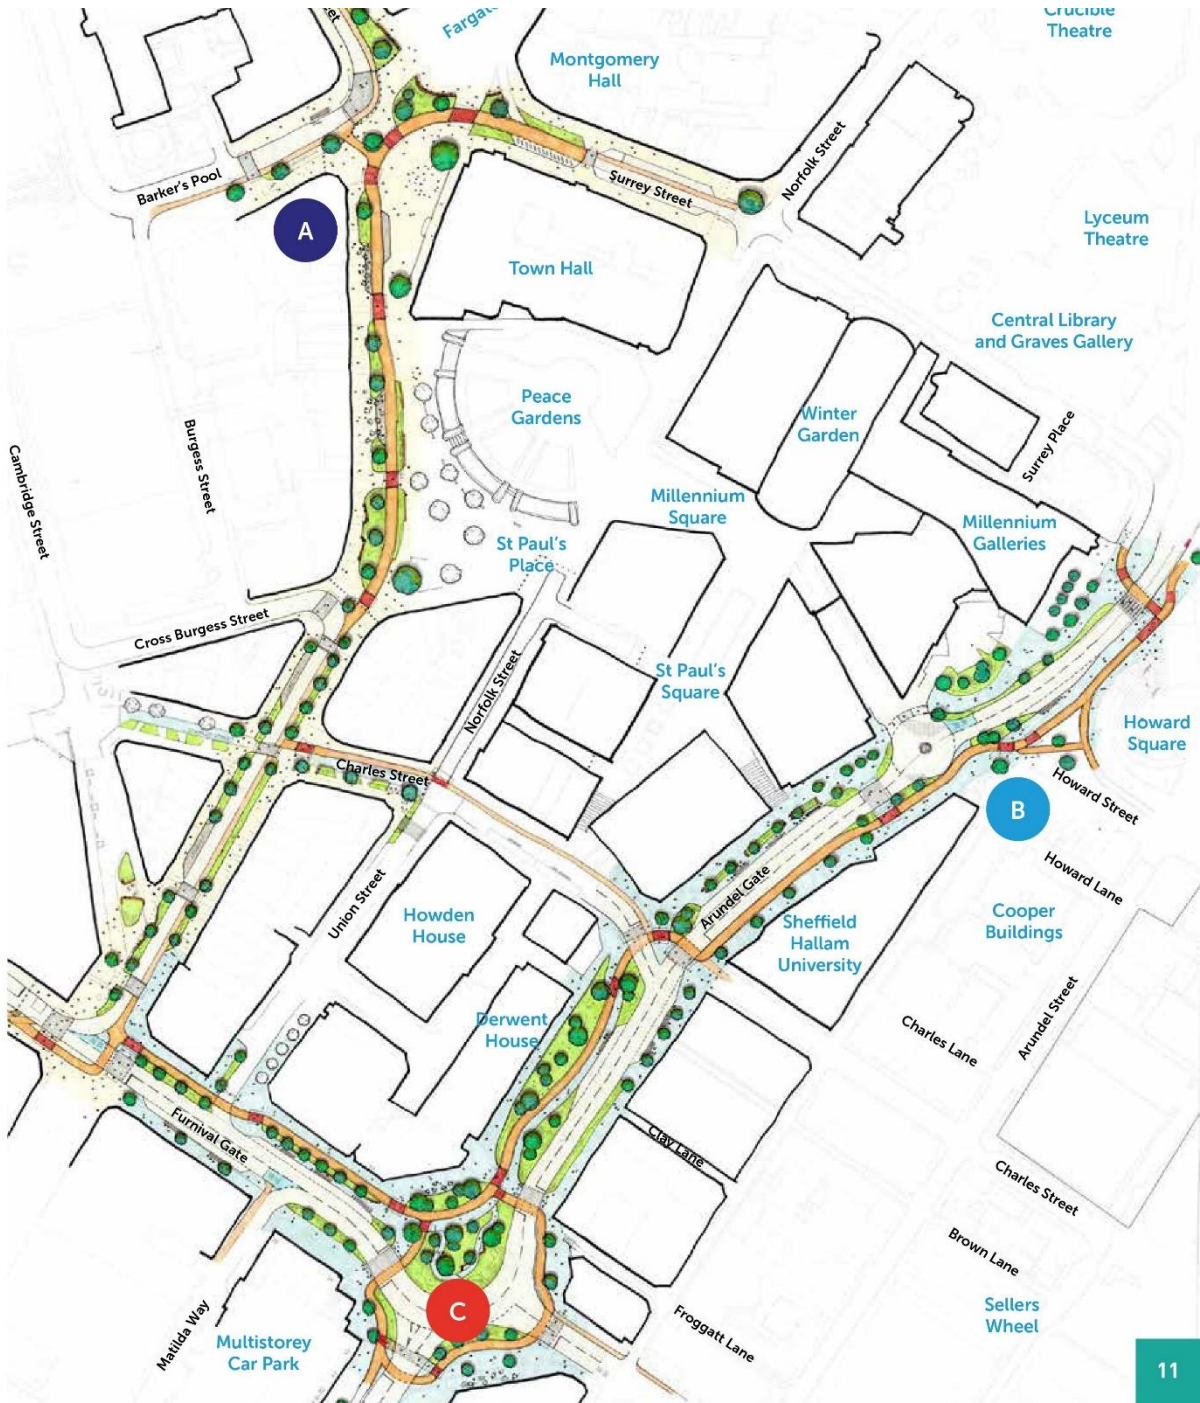 Crucible
Theatre
Fargate
Montgomery
Hall
Norfolk Street
Barker's Pool
Surrey Street
A
Lyceum
Theatre
Town Hall
Central Library
and Graves Gallery
Peace
Gardens
Winter
Garden
Burgess Street
Surrey Place
Cambridge Street
Millennium
Square
Millennium
Galleries
St Paul's
Place
Cross Burgess Street
Norfolk Street
St Paul's
Square
Howard
Square
Charles Street
Howard Street
B
Howard Lane
Arundel Gate
Union Street
Howden
House
Sheffield
Hallam
University
Cooper
Buildings
Derwent
House
Charles Lane
Arundel Street
Furnival Gate
Clay Lane
Charles Street
Brown Lane
C
Sellers
Wheel
Matilda Way
Multistorey
Car Park
Froggatt Lane
11